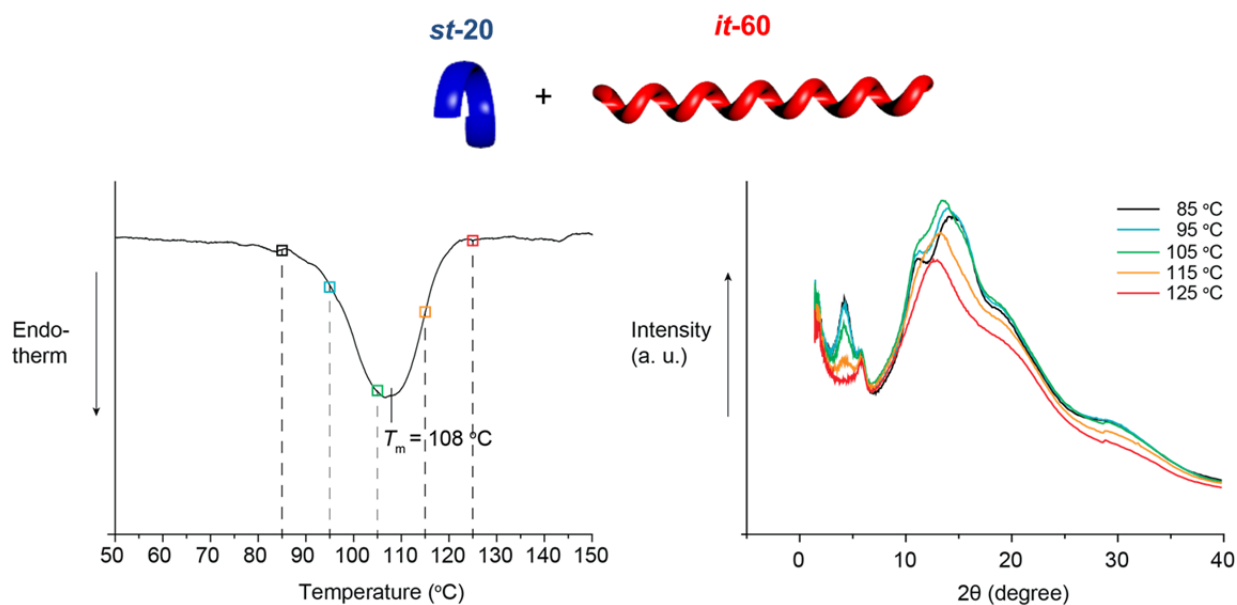 st-20
it-60
+
Endo-
therm
Tm = 108 °C
50 60 70 80 90 100 110 120 130 140 150
Temperature (°C)
85 °C
95 °C
105 °C
115 °C
125 °C
Intensity
(a. u.)
0 10 20 30 40
2θ (degree)